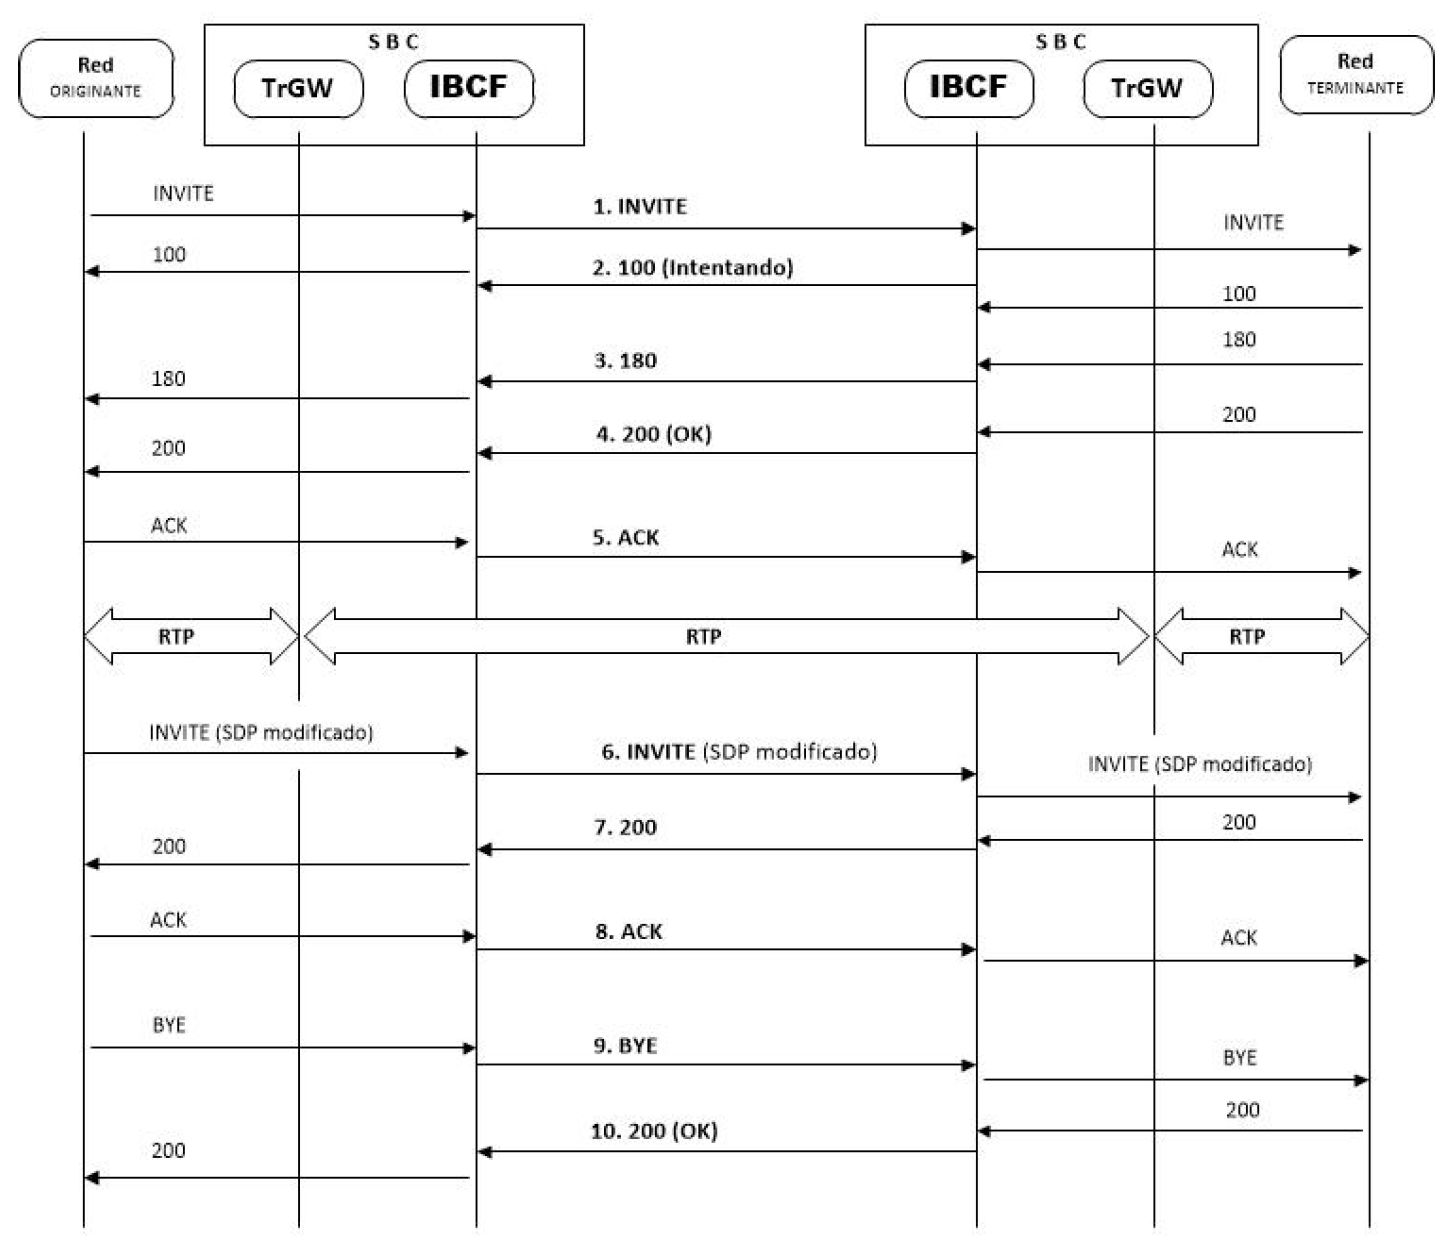 S B C
S B C
Red
ORIGINANTE
TrGW
IBCF
IBCF
TrGW
Red
TERMINANTE
INVITE
1. INVITE
INVITE
100
2. 100 (Intentando)
100
180
3. 180
180
200
4. 200 (OK)
200
ACK
5. ACK
ACK
RTP
RTP
RTP
INVITE (SDP modificado)
6. INVITE (SDP modificado)
INVITE (SDP modificado)
200
7. 200
200
ACK
8. ACK
ACK
BYE
9. BYE
BYE
200
10. 200 (OK)
200